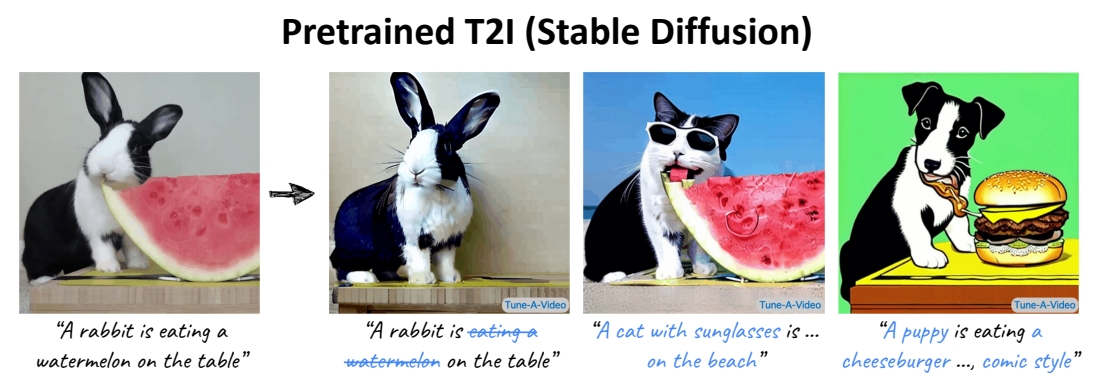 Pretrained T2I (Stable Diffusion)
Tune-A-Video
Tune-A-Video
Tune-A-Video
“A rabbit is eating a
watermelon on the table”
“A rabbit is eating a
watermelon on the table”
“A cat with sunglasses is ...
on the beach”
“A puppy is eating a
cheeseburger ..., comic style”